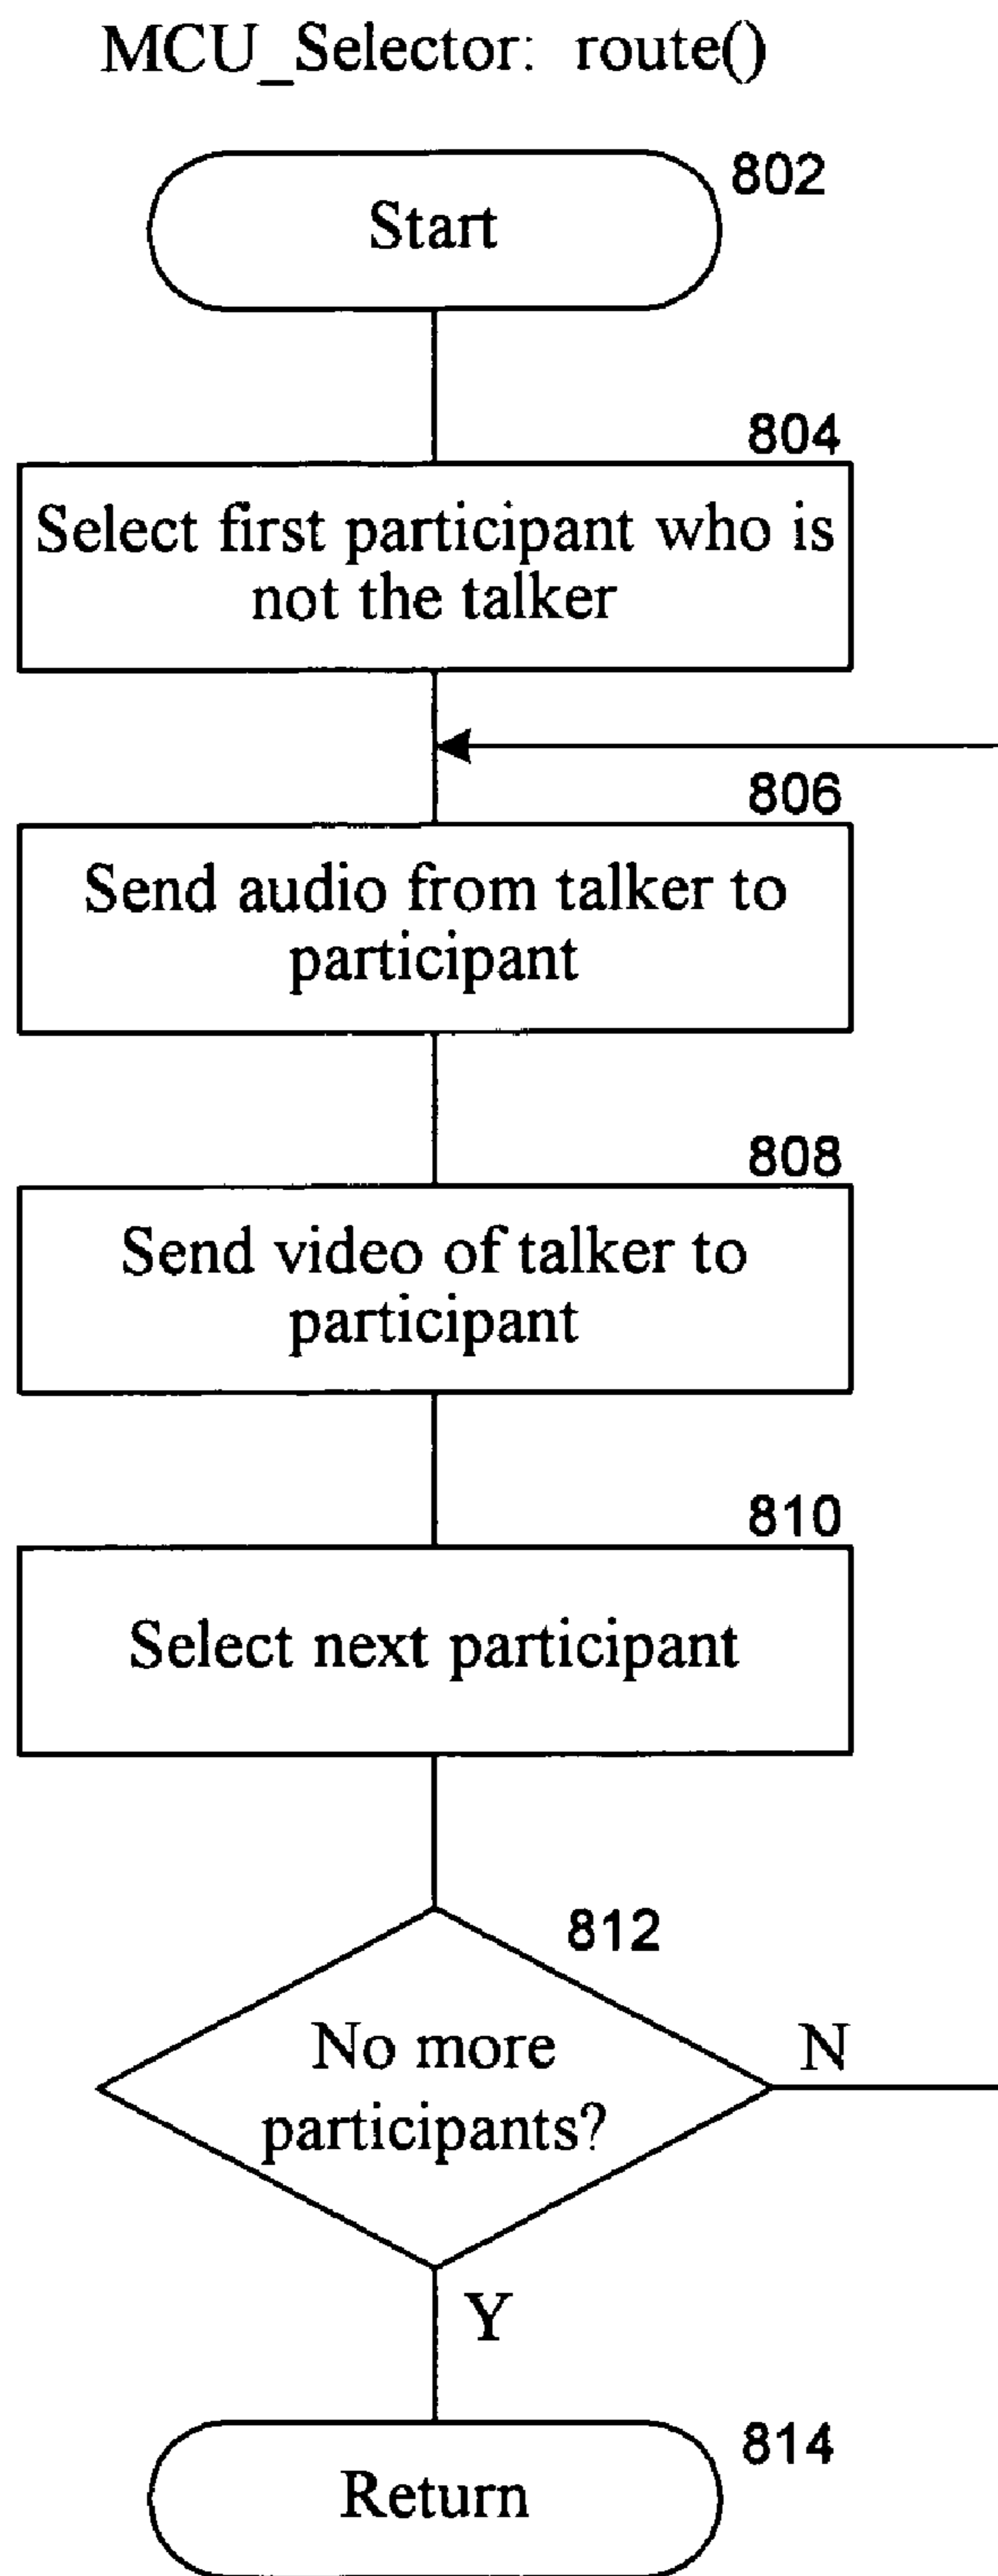 MCU_Selector: route()
802
Start
804
Select first participant who is
not the talker
806
Send audio from talker to
participant
808
Send video of talker to
participant
810
Select next participant
812
No more
participants?
N
Y
814
Return